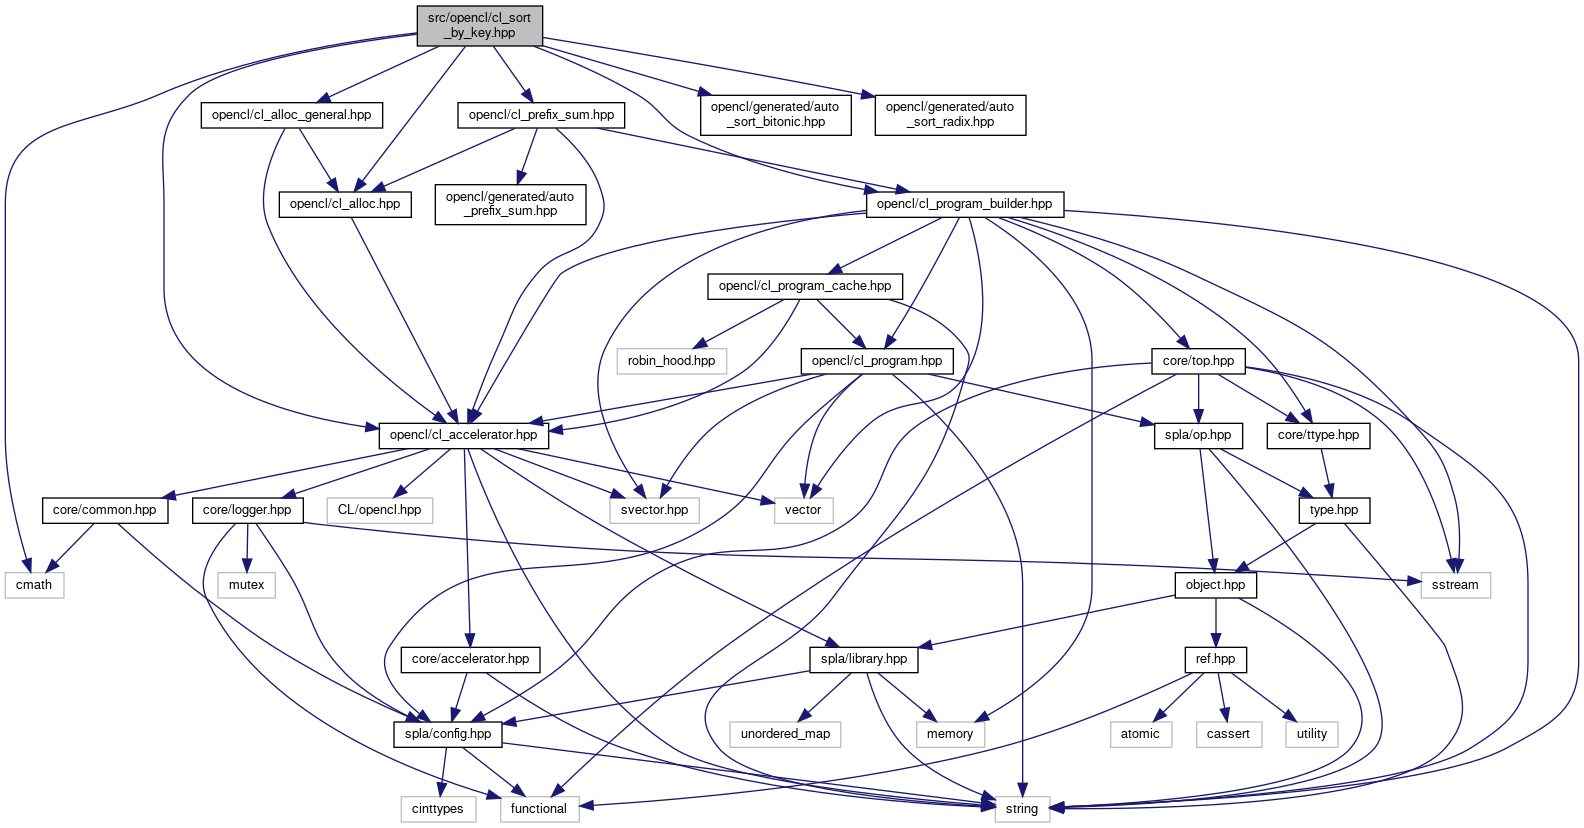 src/opencl/cl_sort
_by_key.hpp
opencl/cl_alloc_general.hpp
opencl/cl_prefix_sum.hpp
opencl/generated/auto
_sort_bitonic.hpp
opencl/generated/auto
_sort_radix.hpp
opencl/cl_alloc.hpp
opencl/generated/auto
_prefix_sum.hpp
opencl/cl_program_builder.hpp
opencl/cl_program_cache.hpp
robin_hood.hpp
opencl/cl_program.hpp
core/top.hpp
opencl/cl_accelerator.hpp
spla/op.hpp
core/ttype.hpp
core/common.hpp
core/logger.hpp
CL/opencl.hpp
svector.hpp
vector
type.hpp
cmath
mutex
object.hpp
sstream
core/accelerator.hpp
spla/library.hpp
ref.hpp
spla/config.hpp
unordered_map
memory
atomic
cassert
utility
cinttypes
functional
string